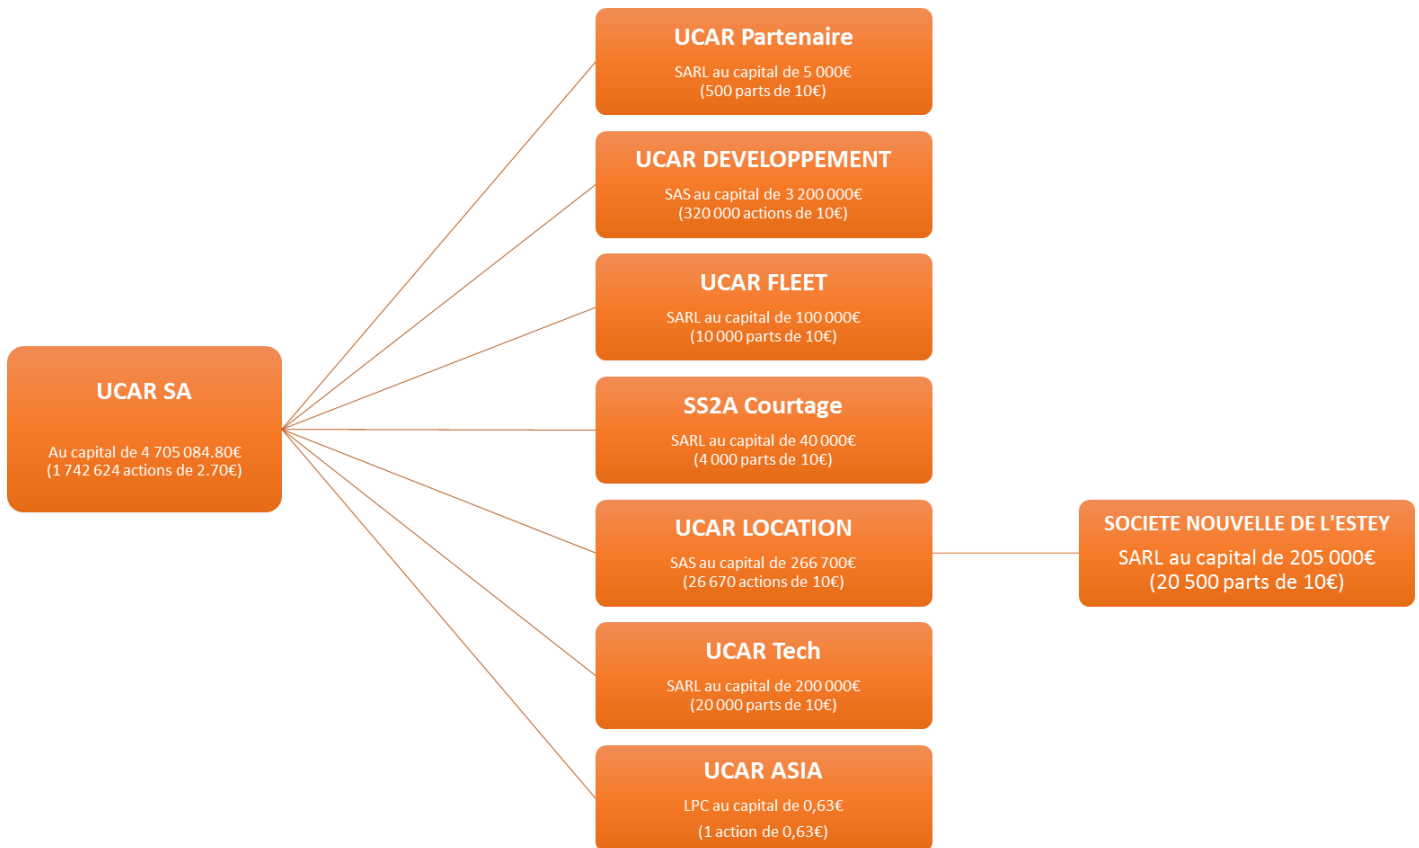 UCAR Partenaire
SARL au capital de 5 000€
(500 parts de 10€)
UCAR DEVELOPPEMENT
SAS au capital de 3 200 000€
(320 000 actions de 10€)
UCAR FLEET
SARL au capital de 100 000€
(10 000 parts de 10€)
UCAR SA
Au capital de 4 705 084.80€
(1 742 624 actions de 2.70€)
SS2A Courtage
SARL au capital de 40 000€
(4 000 parts de 10€)
UCAR LOCATION
SAS au capital de 266 700€
(26 670 actions de 10€)
SOCIETE NOUVELLE DE L'ESTEY
SARL au capital de 205 000€
(20 500 parts de 10€)
UCAR Tech
SARL au capital de 200 000€
(20 000 parts de 10€)
UCAR ASIA
LPC au capital de 0,63€
(1 action de 0,63€)